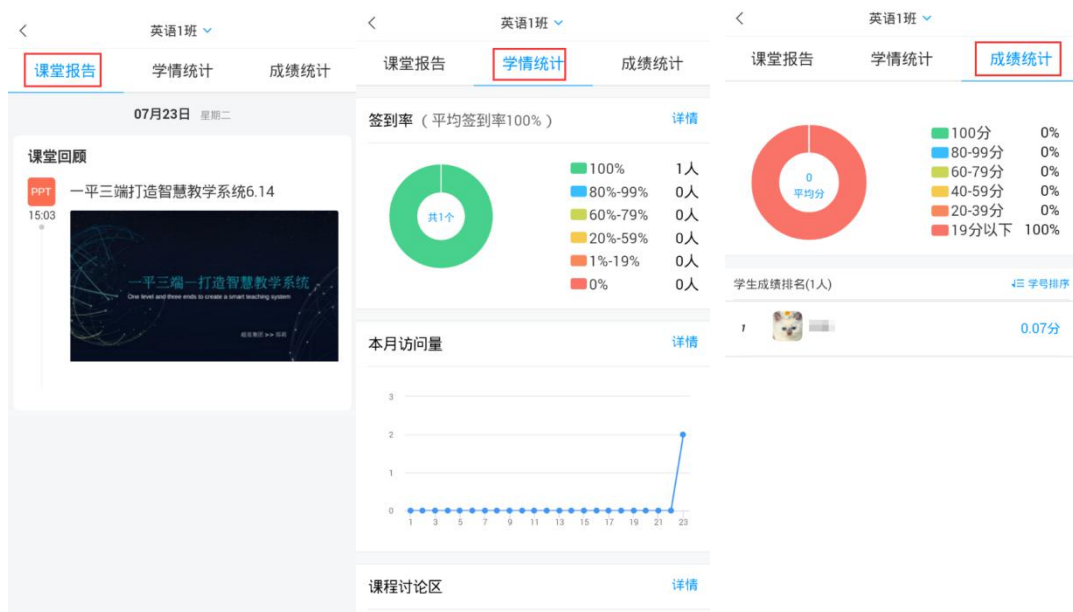 英语1班
课堂报告 学情统计 成绩统计
07月23日 星期二
课堂回顾
PPT 一平三端打造智慧教学系统6.14
15:03
一平三端—打造智慧教学系统
One level and three ends to create a smart teaching system
英语1班
课堂报告 学情统计 成绩统计
签到率（平均签到率100%） 详情
共1个
100% 1人
80%-99% 0人
60%-79% 0人
20%-59% 0人
1%-19% 0人
0% 0人
本月访问量 详情
3
2
1
0
1 3 5 7 9 11 13 15 17 19 21 23
课程讨论区 详情
英语1班
课堂报告 学情统计 成绩统计
0
平均分
100分 0%
80-99分 0%
60-79分 0%
40-59分 0%
20-39分 0%
19分以下 100%
学生成绩排名(1人) 学号排序
1 0.07分